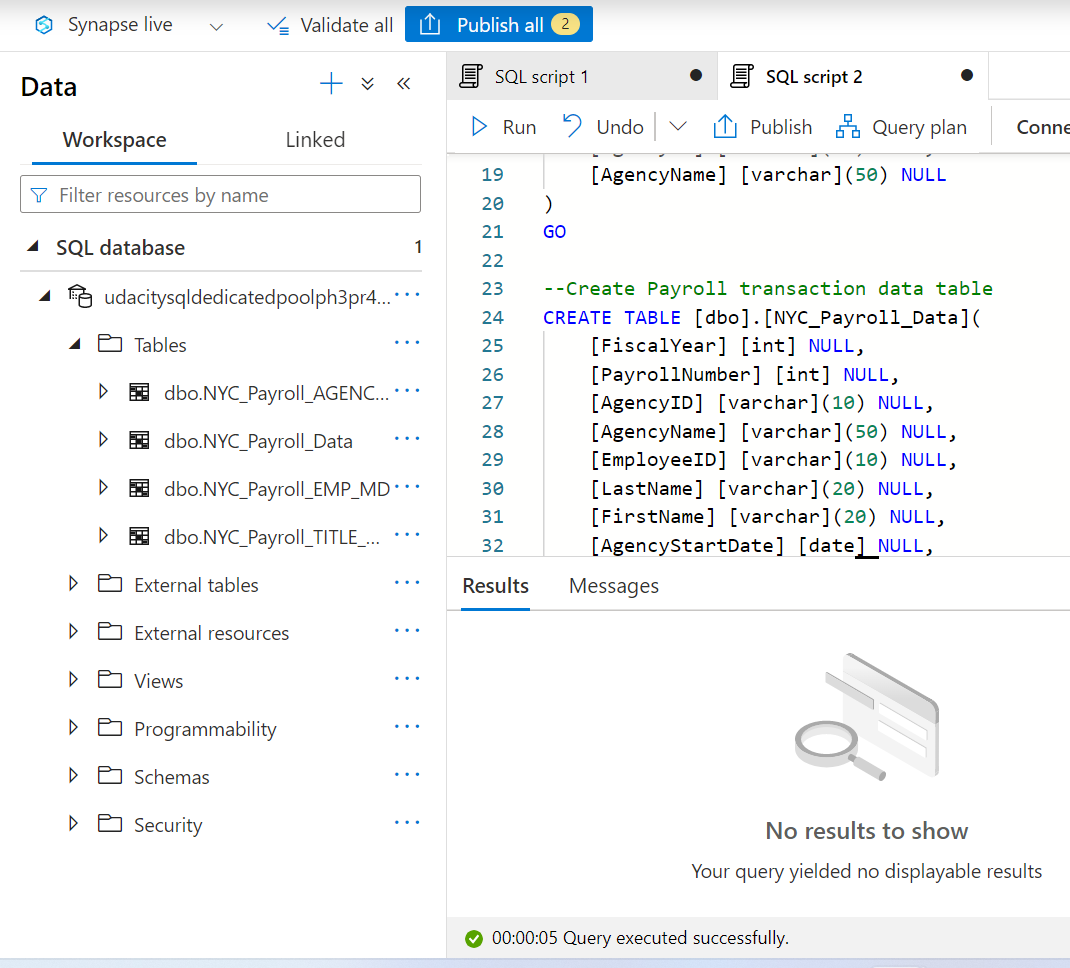 Synapse live Validate all Publish all 2
Data
Workspace Linked
Filter resources by name
SQL database 1
udacitysqldedicatedpoolph3pr4... ...
Tables ...
dbo.NYC_Payroll_AGENC... ...
dbo.NYC_Payroll_Data ...
dbo.NYC_Payroll_EMP_MD ...
dbo.NYC_Payroll_TITLE_... ...
External tables ...
External resources ...
Views ...
Programmability ...
Schemas ...
Security ...
SQL script 1 SQL script 2
Run Undo Publish Query plan Conne
19 [AgencyName] [varchar](50) NULL
20 )
21 GO
22
23 --Create Payroll transaction data table
24 CREATE TABLE [dbo].[NYC_Payroll_Data](
25 [FiscalYear] [int] NULL,
26 [PayrollNumber] [int] NULL,
27 [AgencyID] [varchar](10) NULL,
28 [AgencyName] [varchar](50) NULL,
29 [EmployeeID] [varchar](10) NULL,
30 [LastName] [varchar](20) NULL,
31 [FirstName] [varchar](20) NULL,
32 [AgencyStartDate] [date] NULL,
Results Messages
No results to show
Your query yielded no displayable results
00:00:05 Query executed successfully.